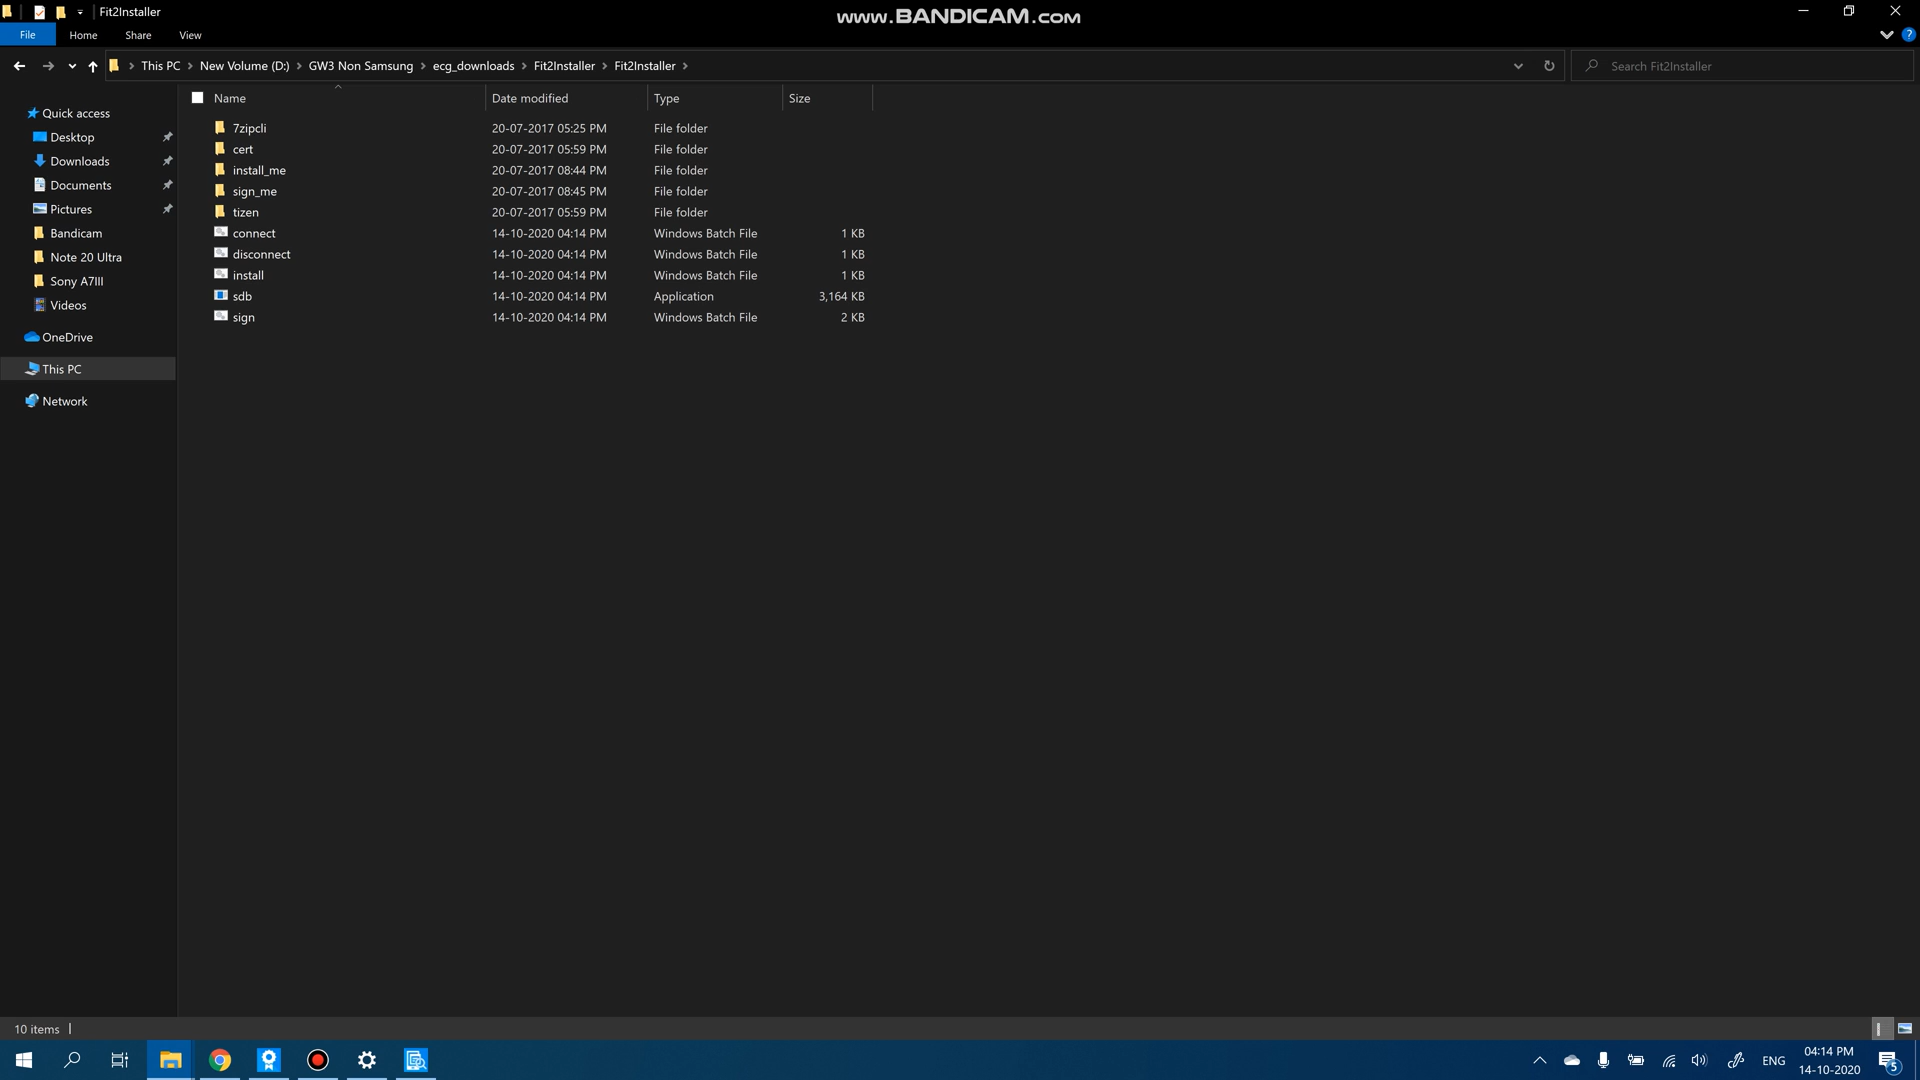 Fit2Installer
www.BANDICAM.com
File Home Share View
This PC New Volume (D:) GW3 Non Samsung ecg_downloads Fit2Installer Fit2Installer
Search Fit2Installer
Name Date modified Type Size
7zipcli 20-07-2017 05:25 PM File folder
cert 20-07-2017 05:59 PM File folder
install_me 20-07-2017 08:44 PM File folder
sign_me 20-07-2017 08:45 PM File folder
tizen 20-07-2017 05:59 PM File folder
connect 14-10-2020 04:14 PM Windows Batch File 1 KB
disconnect 14-10-2020 04:14 PM Windows Batch File 1 KB
install 14-10-2020 04:14 PM Windows Batch File 1 KB
sdb 14-10-2020 04:14 PM Application 3,164 KB
sign 14-10-2020 04:14 PM Windows Batch File 2 KB
Quick access
Desktop
Downloads
Documents
Pictures
Bandicam
Note 20 Ultra
Sony A7III
Videos
OneDrive
This PC
Network
10 items
ENG
04:14 PM
14-10-2020
5